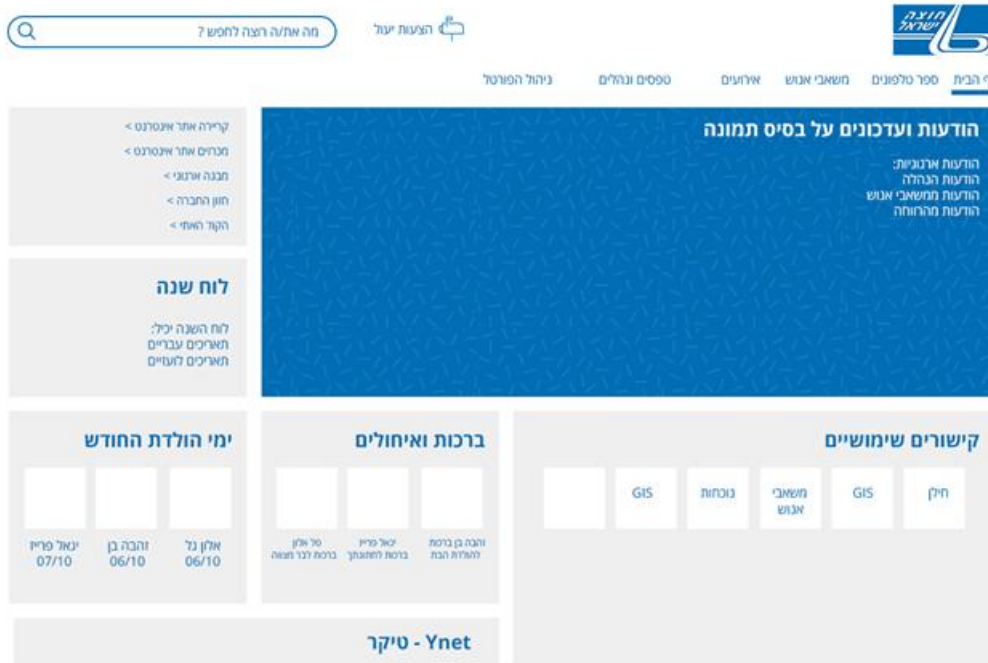 חוצה
ישראל
הצעות יעול
מה את/ה רוצה לחפש ?
הבית
ספר טלפונים
משאבי אנוש
אירועים
טפסים ונהלים
ניהול הפורטל
הודעות ועדכונים על בסיס תמונה
הודעות ארגוניות:
הודעות הנהלה
הודעות ממשאבי אנוש
הודעות מהרווחה
קריירה אתר אינטרנט >
מכרזים אתר אינטרנט >
מבנה ארגוני >
חזון החברה >
הקוד האתי >
לוח שנה
לוח השנה יכיל:
תאריכים עבריים
תאריכים לועזיים
קישורים שימושיים
חילן
GIS
משאבי
אנוש
נוכחות
GIS
ברכות ואיחולים
זהבה בן ברכות
להולדת הבת
יגאל פרייז
ברכות לחתונתך
טל אלון
ברכות לבר מצווה
ימי הולדת החודש
אלון גל
06/10
זהבה בן
06/10
יגאל פרייז
07/10
Ynet - טיקר